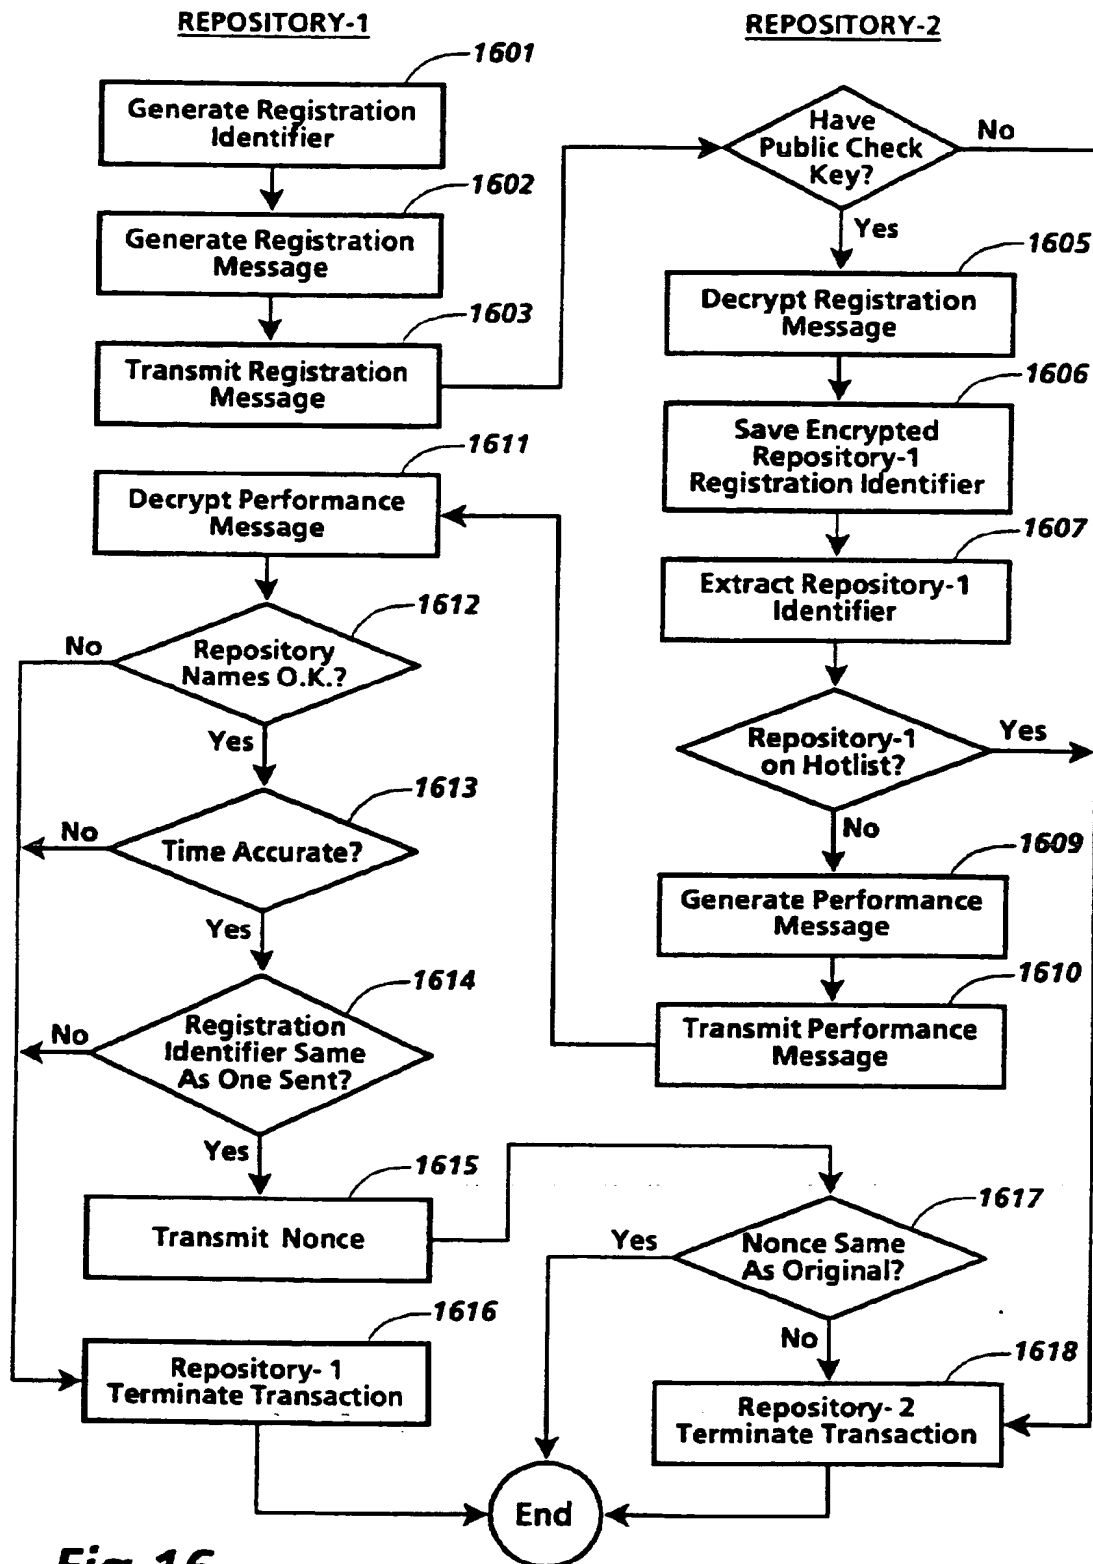 REPOSITORY-1
1601
Generate Registration
Identifier
1602
Generate Registration
Message
1603
Transmit Registration
Message
1611
Decrypt Performance
Message
1612
Repository
Names O.K.?
No
Yes
1613
Time Accurate?
No
Yes
1614
Registration
Identifier Same
As One Sent?
No
Yes
1615
Transmit Nonce
1616
Repository- 1
Terminate Transaction
REPOSITORY-2
Have
Public Check
Key?
No
Yes
1605
Decrypt Registration
Message
1606
Save Encrypted
Repository-1
Registration Identifier
1607
Extract Repository-1
Identifier
Repository-1
on Hotlist?
Yes
No
1609
Generate Performance
Message
1610
Transmit Performance
Message
1617
Nonce Same
As Original?
Yes
No
1618
Repository- 2
Terminate Transaction
End
Fig.16